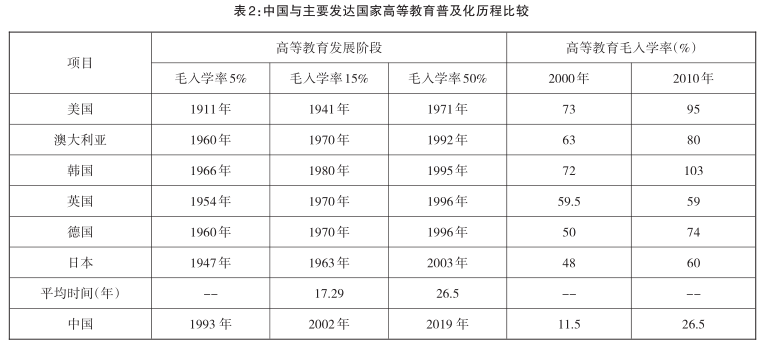 表2:中国与主要发达国家高等教育普及化历程比较
项目 高等教育发展阶段 高等教育毛入学率(%)
毛入学率5% 毛入学率15% 毛入学率50% 2000年 2010年
美国 1911年 1941年 1971年 73 95
澳大利亚 1960年 1970年 1992年 63 80
韩国 1966年 1980年 1995年 72 103
英国 1954年 1970年 1996年 59.5 59
德国 1960年 1970年 1996年 50 74
日本 1947年 1963年 2003年 48 60
平均时间(年) -- 17.29 26.5 -- --
中国 1993年 2002年 2019年 11.5 26.5